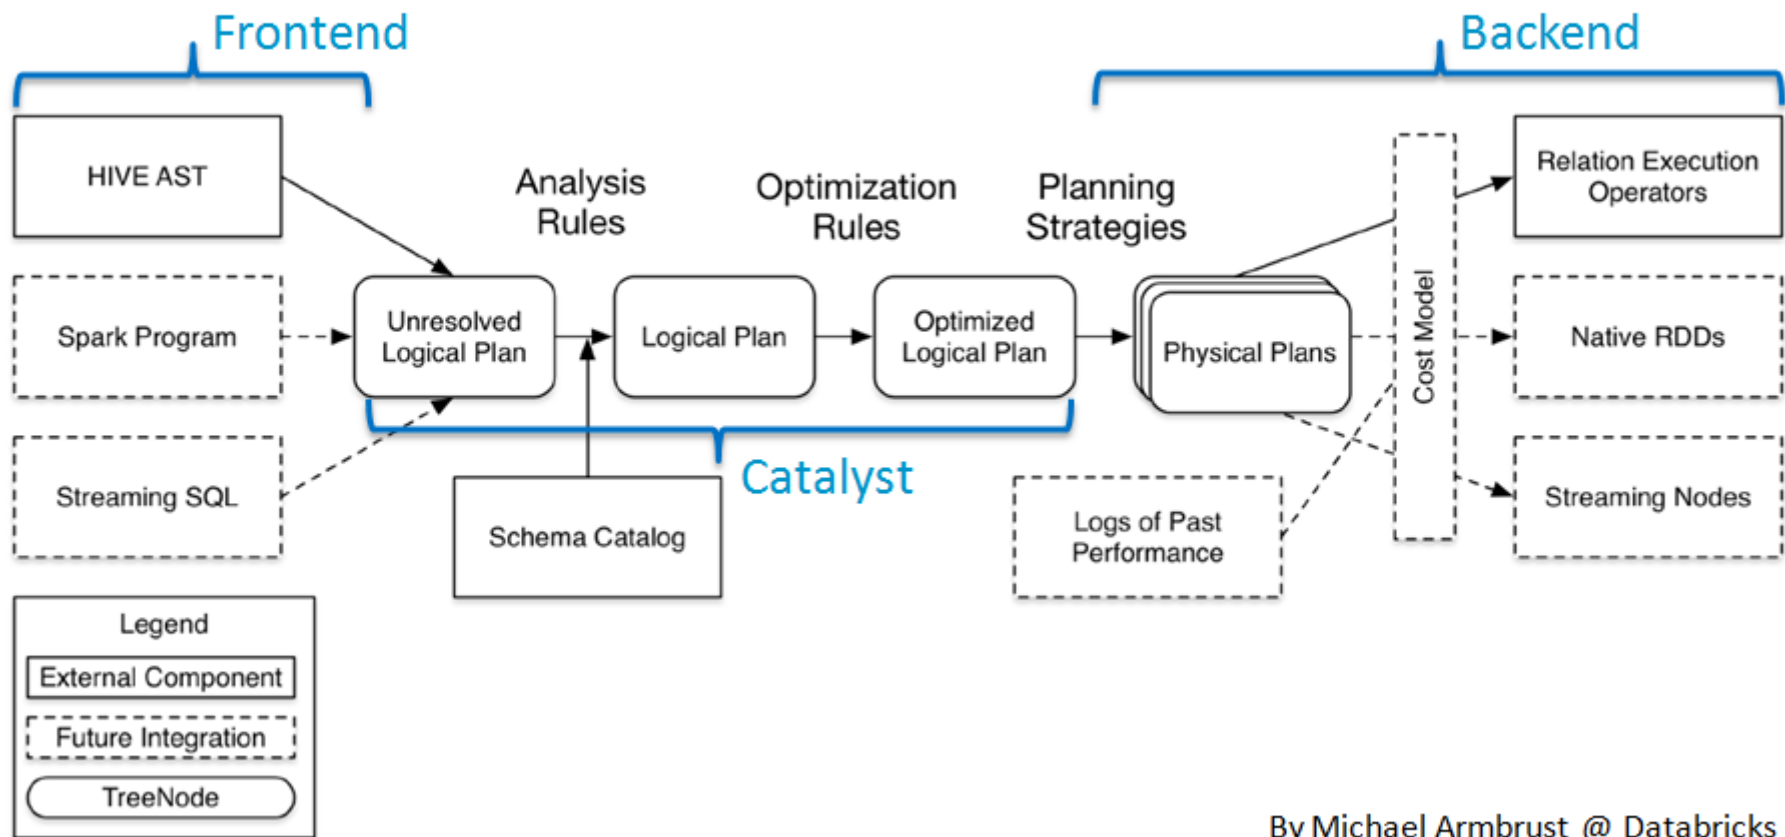 Frontend
Backend
HIVE AST
Analysis
Rules
Optimization
Rules
Planning
Strategies
Relation Execution
Operators
Spark Program
Unresolved
Logical Plan
Logical Plan
Optimized
Logical Plan
Physical Plans
Cost Model
Native RDDs
Streaming SQL
Catalyst
Schema Catalog
Logs of Past
Performance
Streaming Nodes
Legend
External Component
Future Integration
TreeNode
By Michael Armbrust @ Databricks